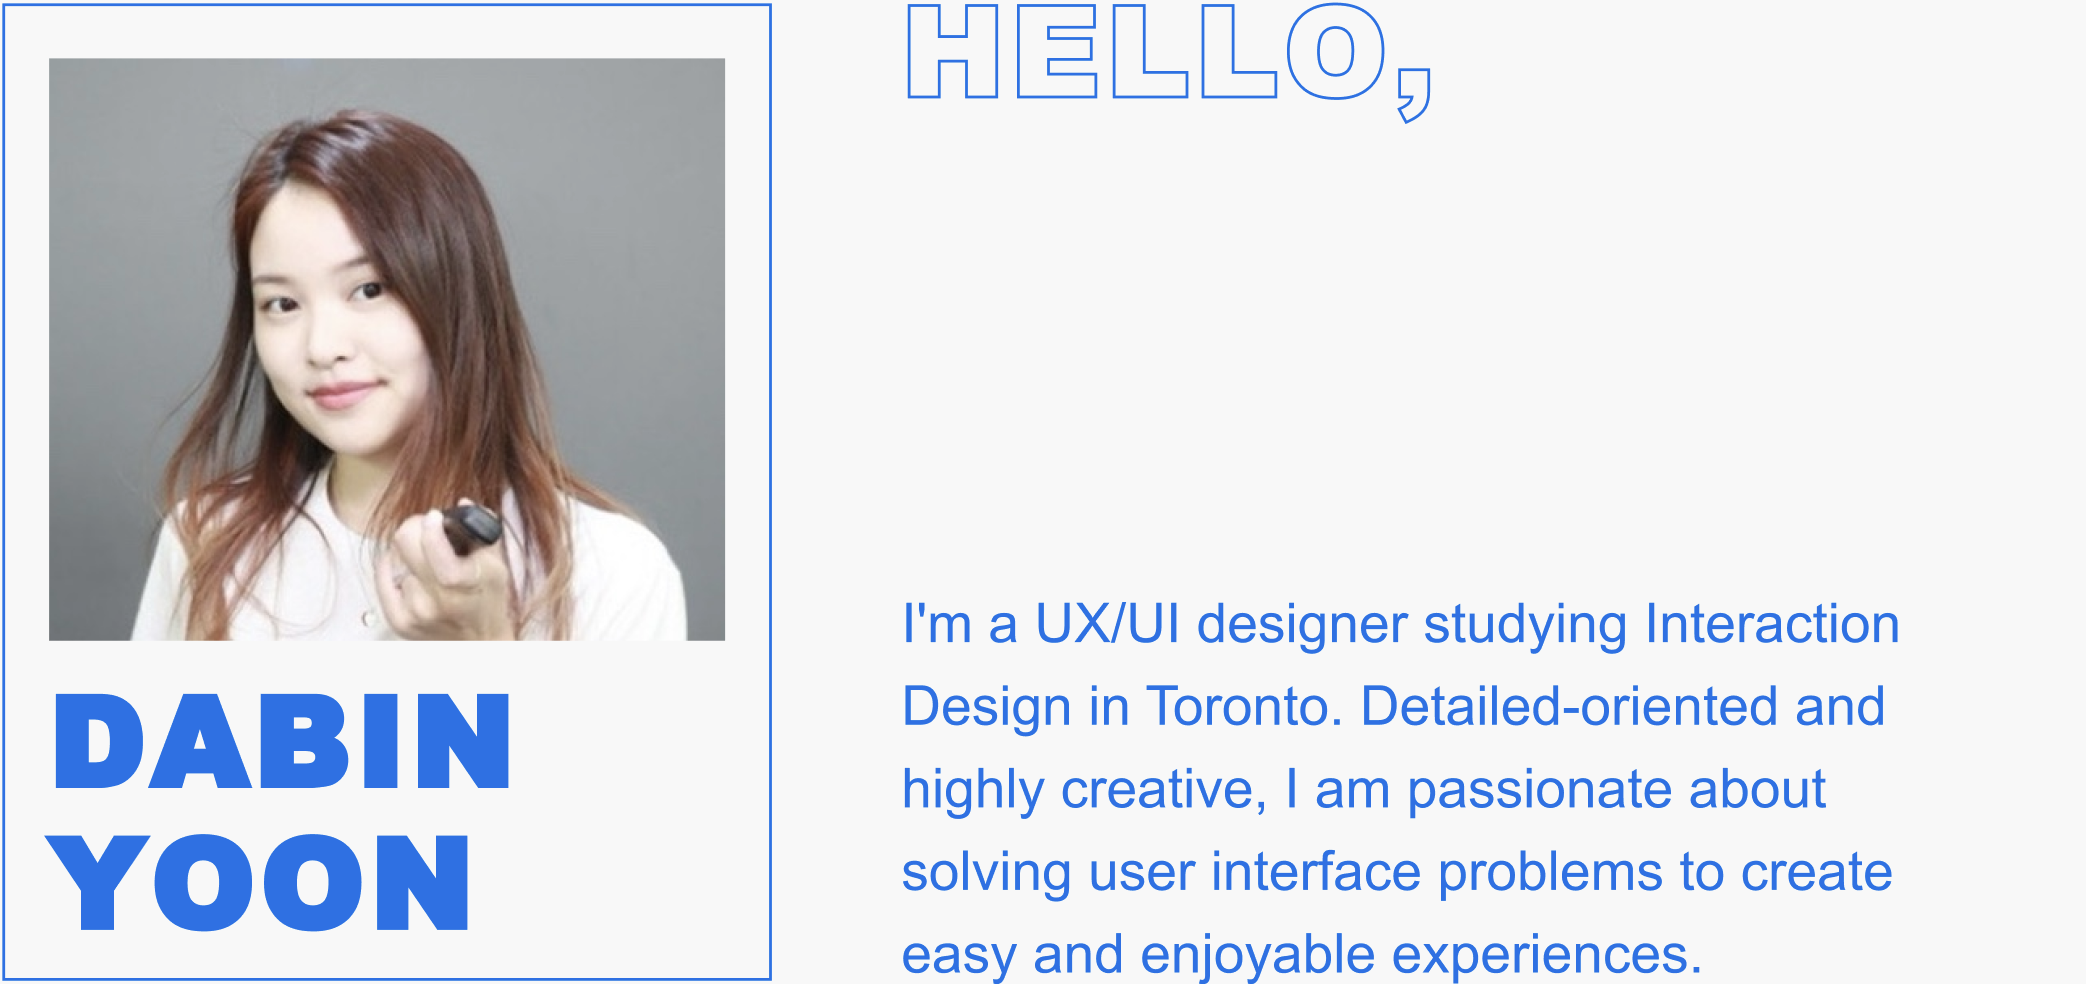 HELLO,
DABIN
YOON
I'm a UX/UI designer studying Interaction
Design in Toronto. Detailed-oriented and
highly creative, I am passionate about
solving user interface problems to create
easy and enjoyable experiences.